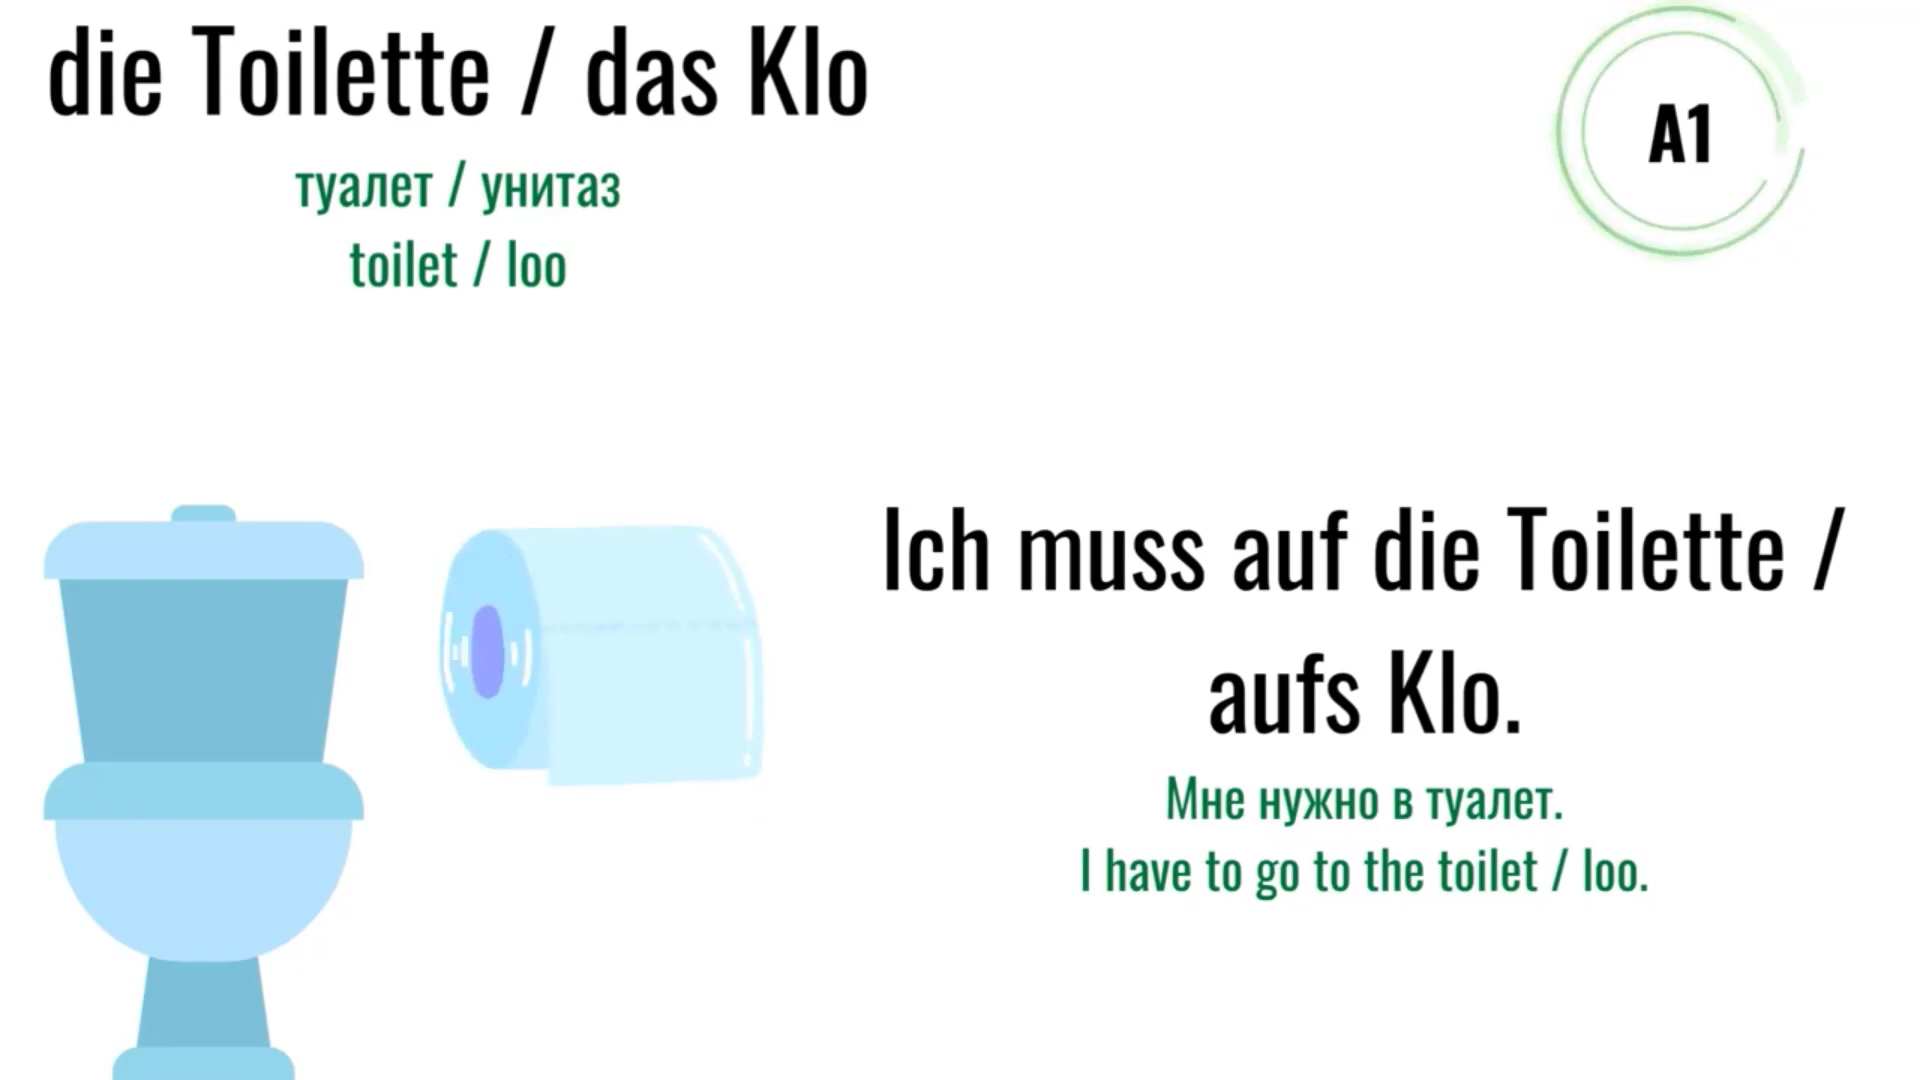 die Toilette / das Klo
туалет / унитаз
toilet / loo
A1
Ich muss auf die Toilette /
aufs Klo.
Мне нужно в туалет.
I have to go to the toilet / loo.